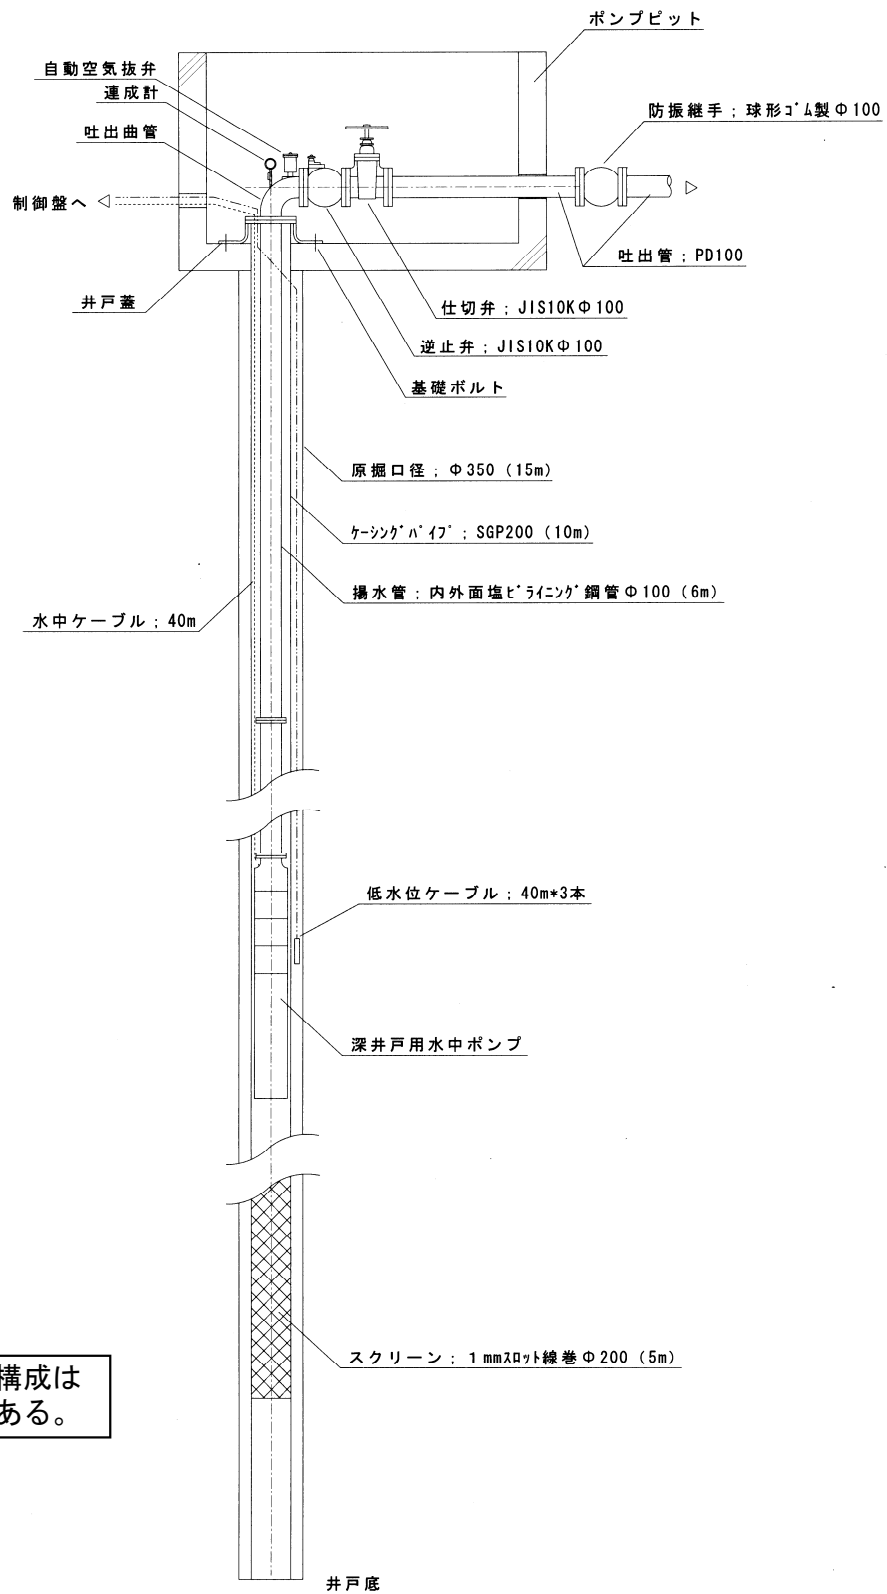 ポンプピット
自動空気抜弁
連成計
防振継手；球形ｺﾞﾑ製Φ100
吐出曲管
制御盤へ
吐出管；PD100
井戸蓋
仕切弁；JIS10KΦ100
逆止弁；JIS10KΦ100
基礎ボルト
原掘口径；Φ350（15m）
ｹｰｼﾝｸﾞﾊﾟｲﾌﾟ；SGP200（10m）
揚水管：内外面塩ﾋﾞﾗｲﾆﾝｸﾞ鋼管Φ100（6m）
水中ケーブル；40m
低水位ケーブル；40m*3本
深井戸用水中ポンプ
スクリーン：1mmｽﾛｯﾄ線巻Φ200（5m）
構成は
ある。
井戸底